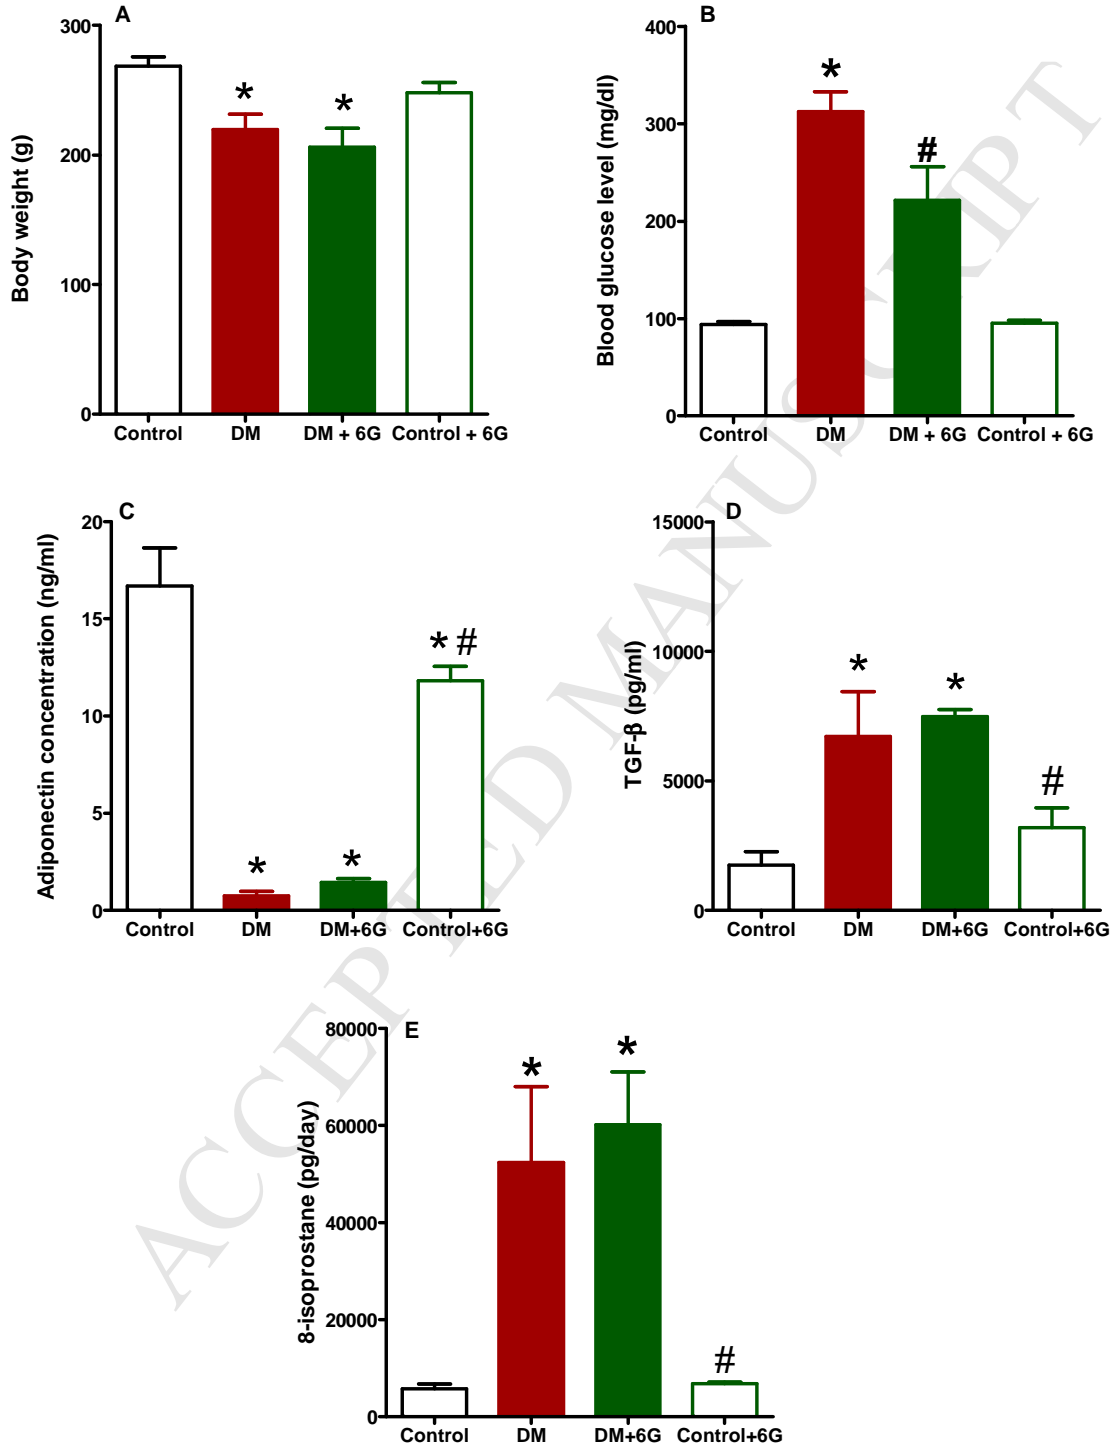 A
Body weight (g)
300
200
100
0
* *
Control DM DM + 6G Control + 6G
B
Blood glucose level (mg/dl)
400
300
200
100
0
*
#
Control DM DM + 6G Control + 6G
C
Adiponectin concentration (ng/ml)
20
15
10
5
0
* * * #
Control DM DM+6G Control+6G
D
TGF-β (pg/ml)
15000
10000
5000
0
* * #
Control DM DM+6G Control+6G
E
8-isoprostane (pg/day)
80000
60000
40000
20000
0
* * #
Control DM DM+6G Control+6G
ACCEPTED MANUSCRIPT